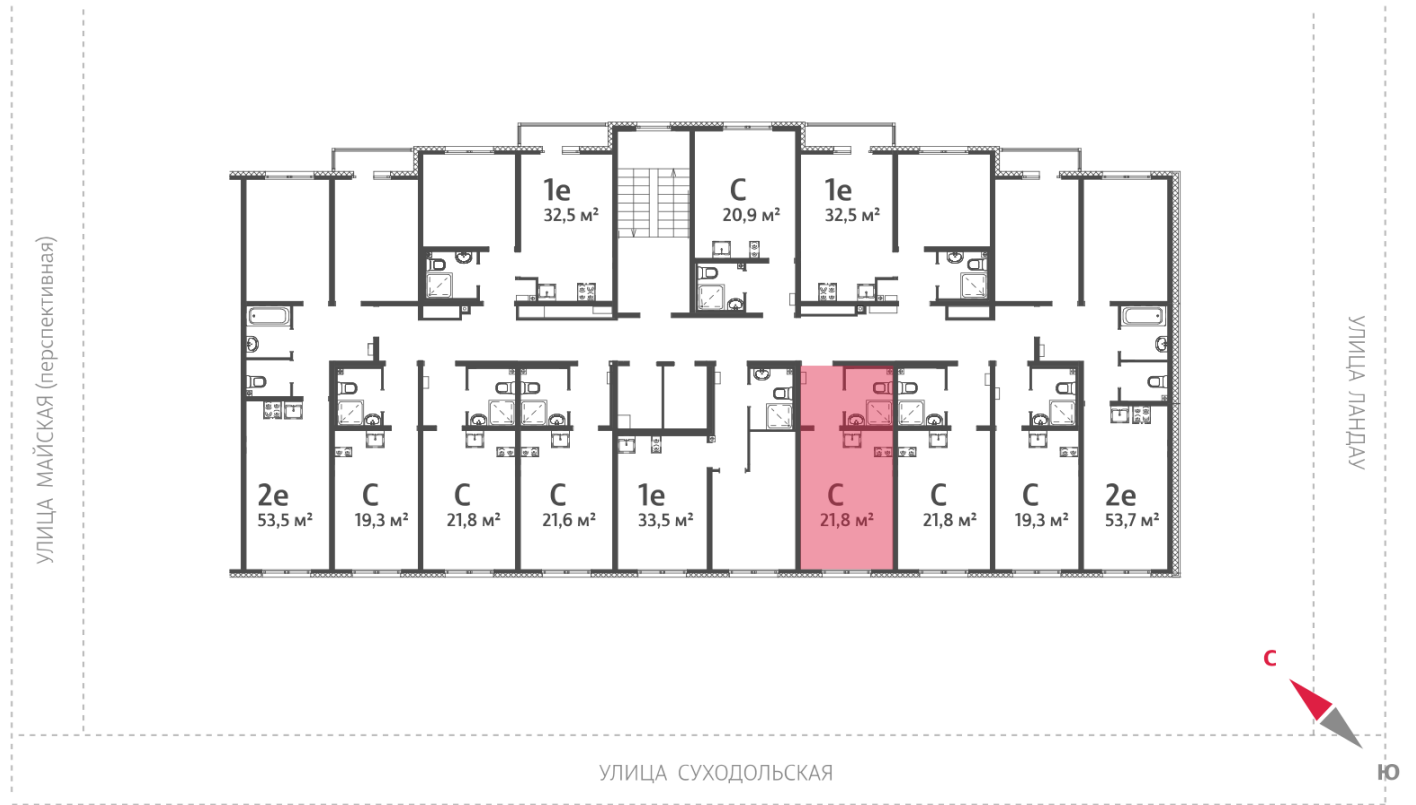 1е
32,5 м²
С
20,9 м²
1е
32,5 м²
УЛИЦА МАЙСКАЯ (перспективная)
УЛИЦА ЛАНДАУ
2е
53,5 м²
С
19,3 м²
С
21,8 м²
С
21,6 м²
1е
33,5 м²
С
21,8 м²
С
21,8 м²
С
19,3 м²
2е
53,7 м²
С
Ю
УЛИЦА СУХОДОЛЬСКАЯ